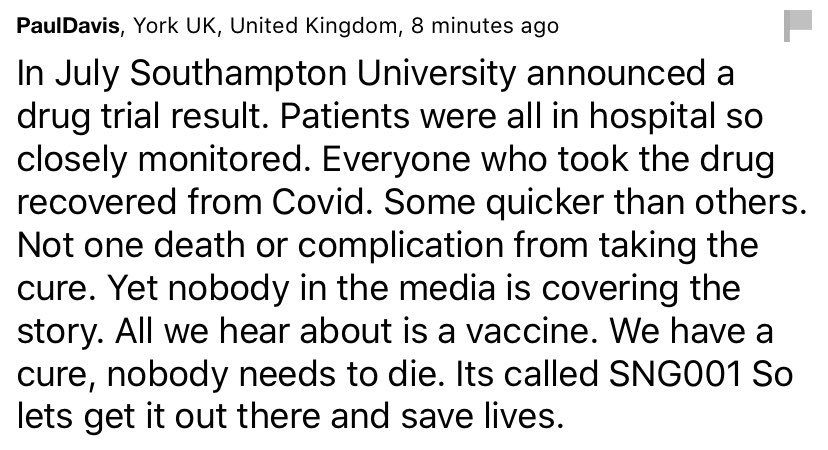 PaulDavis, York UK, United Kingdom, 8 minutes ago
In July Southampton University announced a
drug trial result. Patients were all in hospital so
closely monitored. Everyone who took the drug
recovered from Covid. Some quicker than others.
Not one death or complication from taking the
cure. Yet nobody in the media is covering the
story. All we hear about is a vaccine. We have a
cure, nobody needs to die. Its called SNG001 So
lets get it out there and save lives.